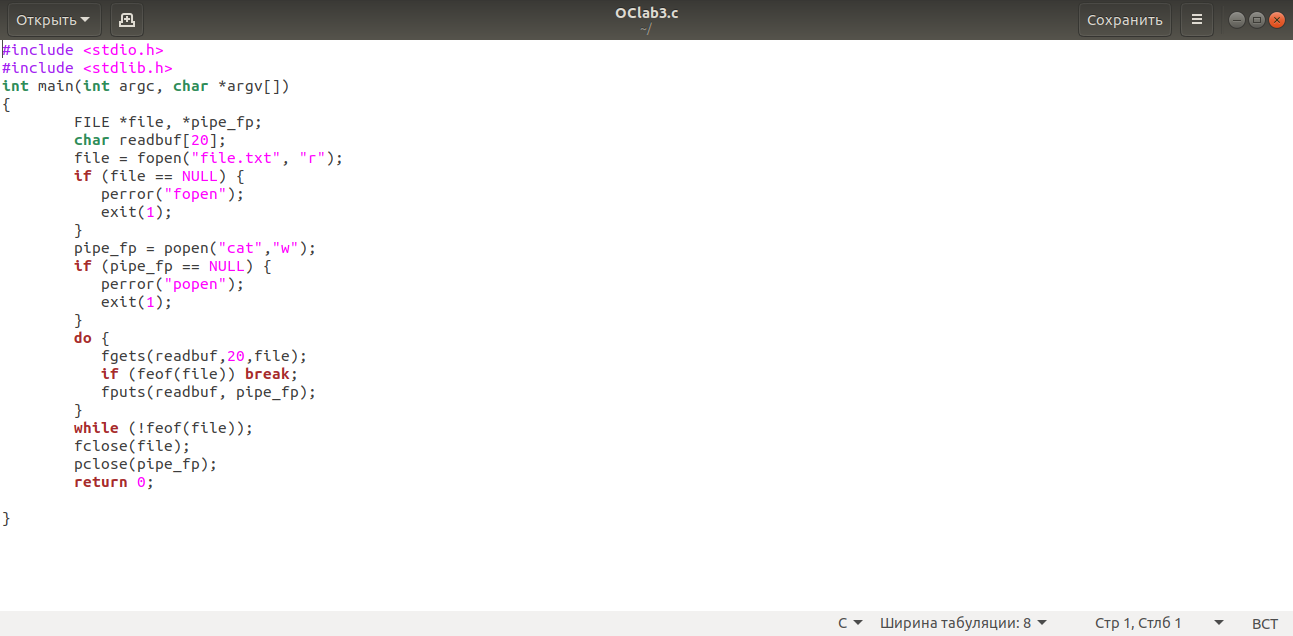 Открыть
OClab3.c
~/
Сохранить
#include <stdio.h>
#include <stdlib.h>
int main(int argc, char *argv[])
{
        FILE *file, *pipe_fp;
        char readbuf[20];
        file = fopen("file.txt", "r");
        if (file == NULL) {
           perror("fopen");
           exit(1);
        }
        pipe_fp = popen("cat","w");
        if (pipe_fp == NULL) {
           perror("popen");
           exit(1);
        }
        do {
           fgets(readbuf,20,file);
           if (feof(file)) break;
           fputs(readbuf, pipe_fp);
        }
        while (!feof(file));
        fclose(file);
        pclose(pipe_fp);
        return 0;
}
C Ширина табуляции: 8 Стр 1, Стлб 1 ВСТ